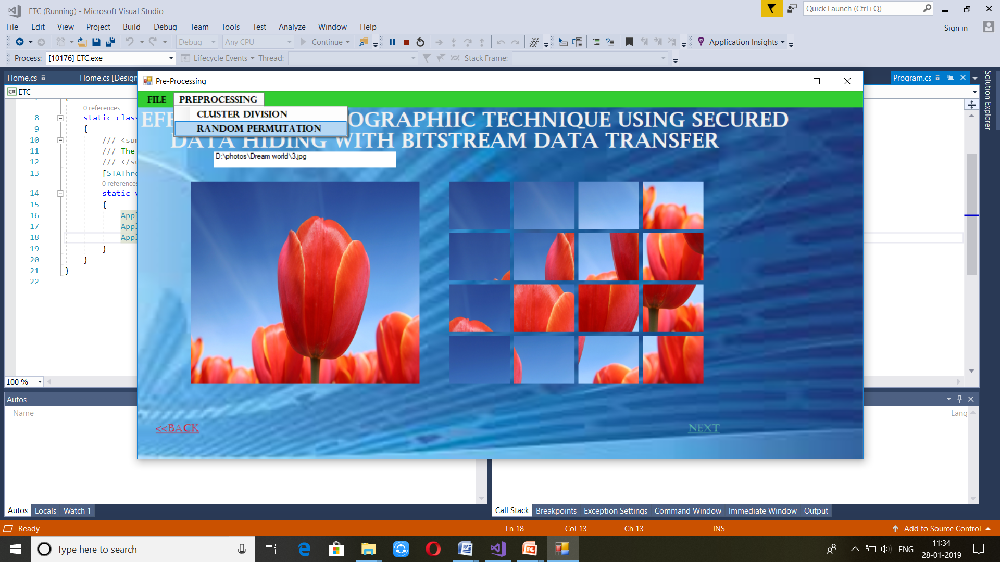 ETC (Running) - Microsoft Visual Studio
Quick Launch (Ctrl+Q)
File Edit View Project Build Debug Team Tools Test Analyze Window Help
Sign in
Debug Any CPU Continue Application Insights
Process: [10176] ETC.exe Lifecycle Events Thread: Stack Frame:
Home.cs Home.cs [Design
Program.cs
Solution Explorer
C# ETC
Pre-Processing
FILE PREPROCESSING
CLUSTER DIVISION
RANDOM PERMUTATION
EFF OGRAPHIIC TECHNIQUE USING SECURED
DATA HIDING WITH BITSTREAM DATA TRANSFER
D:\photos\Dream world\3.jpg
<<BACK
NEXT
{
0 references
8 static class
9 {
10 /// <sum
11 /// The
12 /// </su
13 [STAThre
0 references
14 static v
15 {
16 Appl
17 Appl
18 Appl
19 }
20 }
21 }
22
100 %
Autos
Name
Lang
Autos Locals Watch 1
Call Stack Breakpoints Exception Settings Command Window Immediate Window Output
Ready
Ln 18 Col 13 Ch 13 INS
Add to Source Control
Type here to search
ENG
11:34
28-01-2019